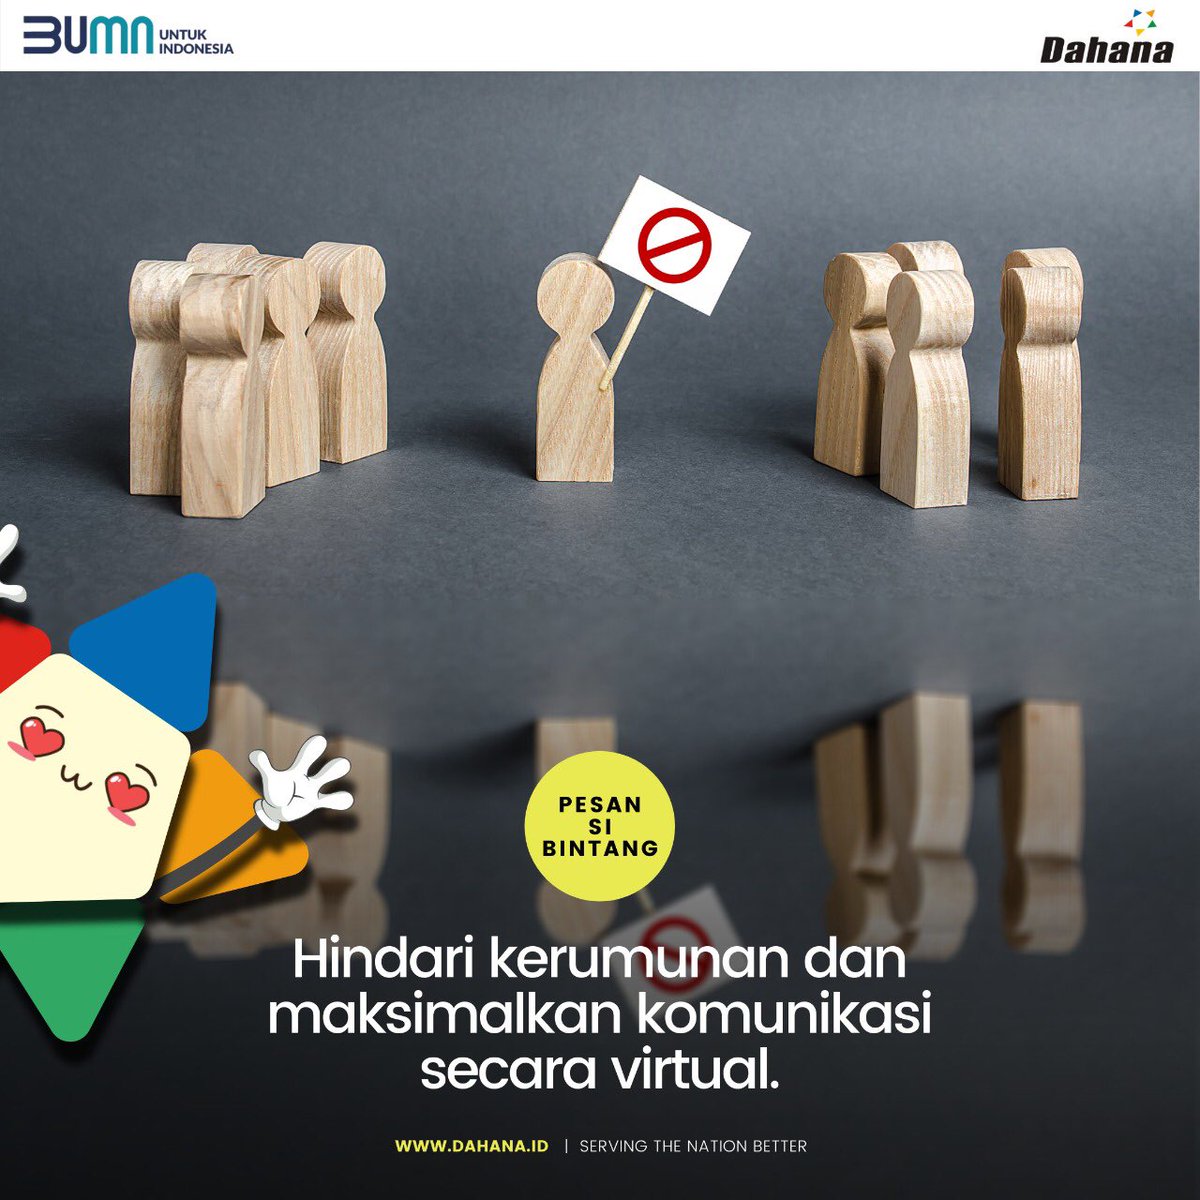 BUMN UNTUK
INDONESIA
Dahana
PESAN
SI
BINTANG
Hindari kerumunan dan
maksimalkan komunikasi
secara virtual.
WWW.DAHANA.ID | SERVING THE NATION BETTER